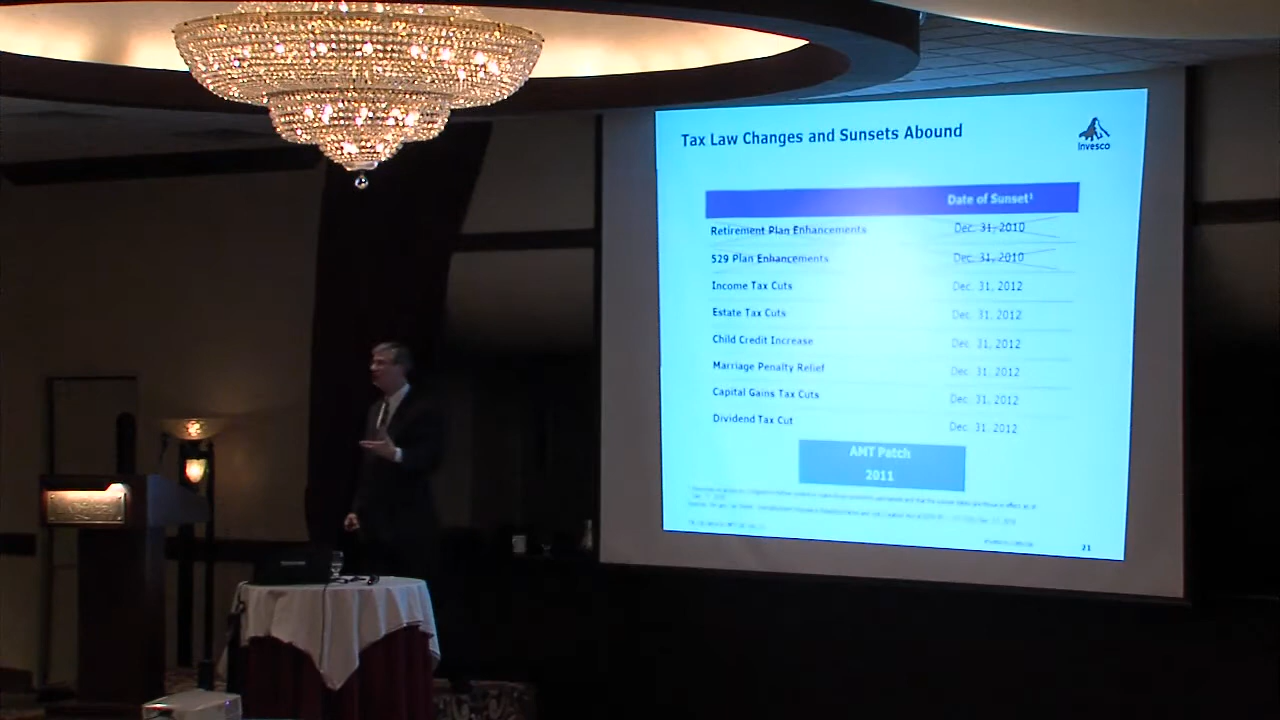 Tax Law Changes and Sunsets Abound
Invesco
Date of Sunset¹
Retirement Plan Enhancements Dec. 31, 2010
529 Plan Enhancements Dec. 31, 2010
Income Tax Cuts Dec. 31, 2012
Estate Tax Cuts Dec. 31, 2012
Child Credit Increase Dec. 31, 2012
Marriage Penalty Relief Dec. 31, 2012
Capital Gains Tax Cuts Dec. 31, 2012
Dividend Tax Cut Dec. 31, 2012
AMT Patch
2011
21